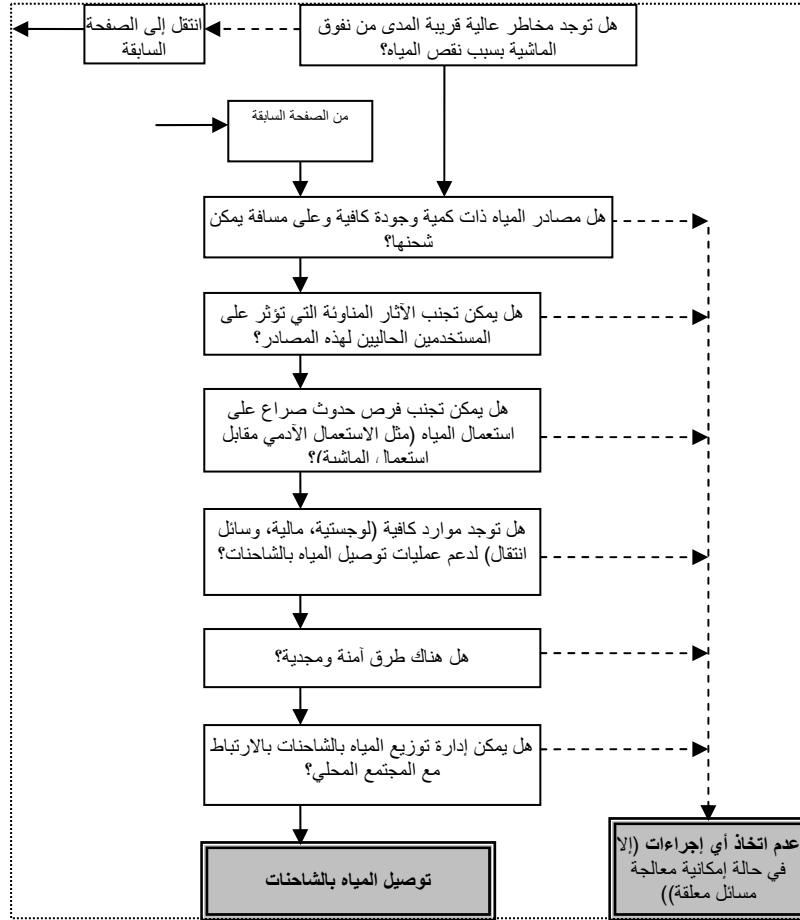 هل توجد مخاطر عالية قريبة المدى من نفوق
الماشية بسبب نقص المياه؟
انتقل إلى الصفحة
السابقة
من الصفحة السابقة
هل مصادر المياه ذات كمية وجودة كافية وعلى مسافة يمكن
شحنها؟
هل يمكن تجنب الآثار المناوئة التي تؤثر على
المستخدمين الحاليين لهذه المصادر؟
هل يمكن تجنب فرص حدوث صراع على
استعمال المياه (مثل الاستعمال الآدمي مقابل
استعمال الماشية)؟
هل توجد موارد كافية (لوجستية، مالية، وسائل
انتقال) لدعم عمليات توصيل المياه بالشاحنات؟
هل هناك طرق آمنة ومجدية؟
هل يمكن إدارة توزيع المياه بالشاحنات بالارتباط
مع المجتمع المحلي؟
توصيل المياه بالشاحنات
عدم اتخاذ أي إجراءات (إلا
في حالة إمكانية معالجة
مسائل معلقة))